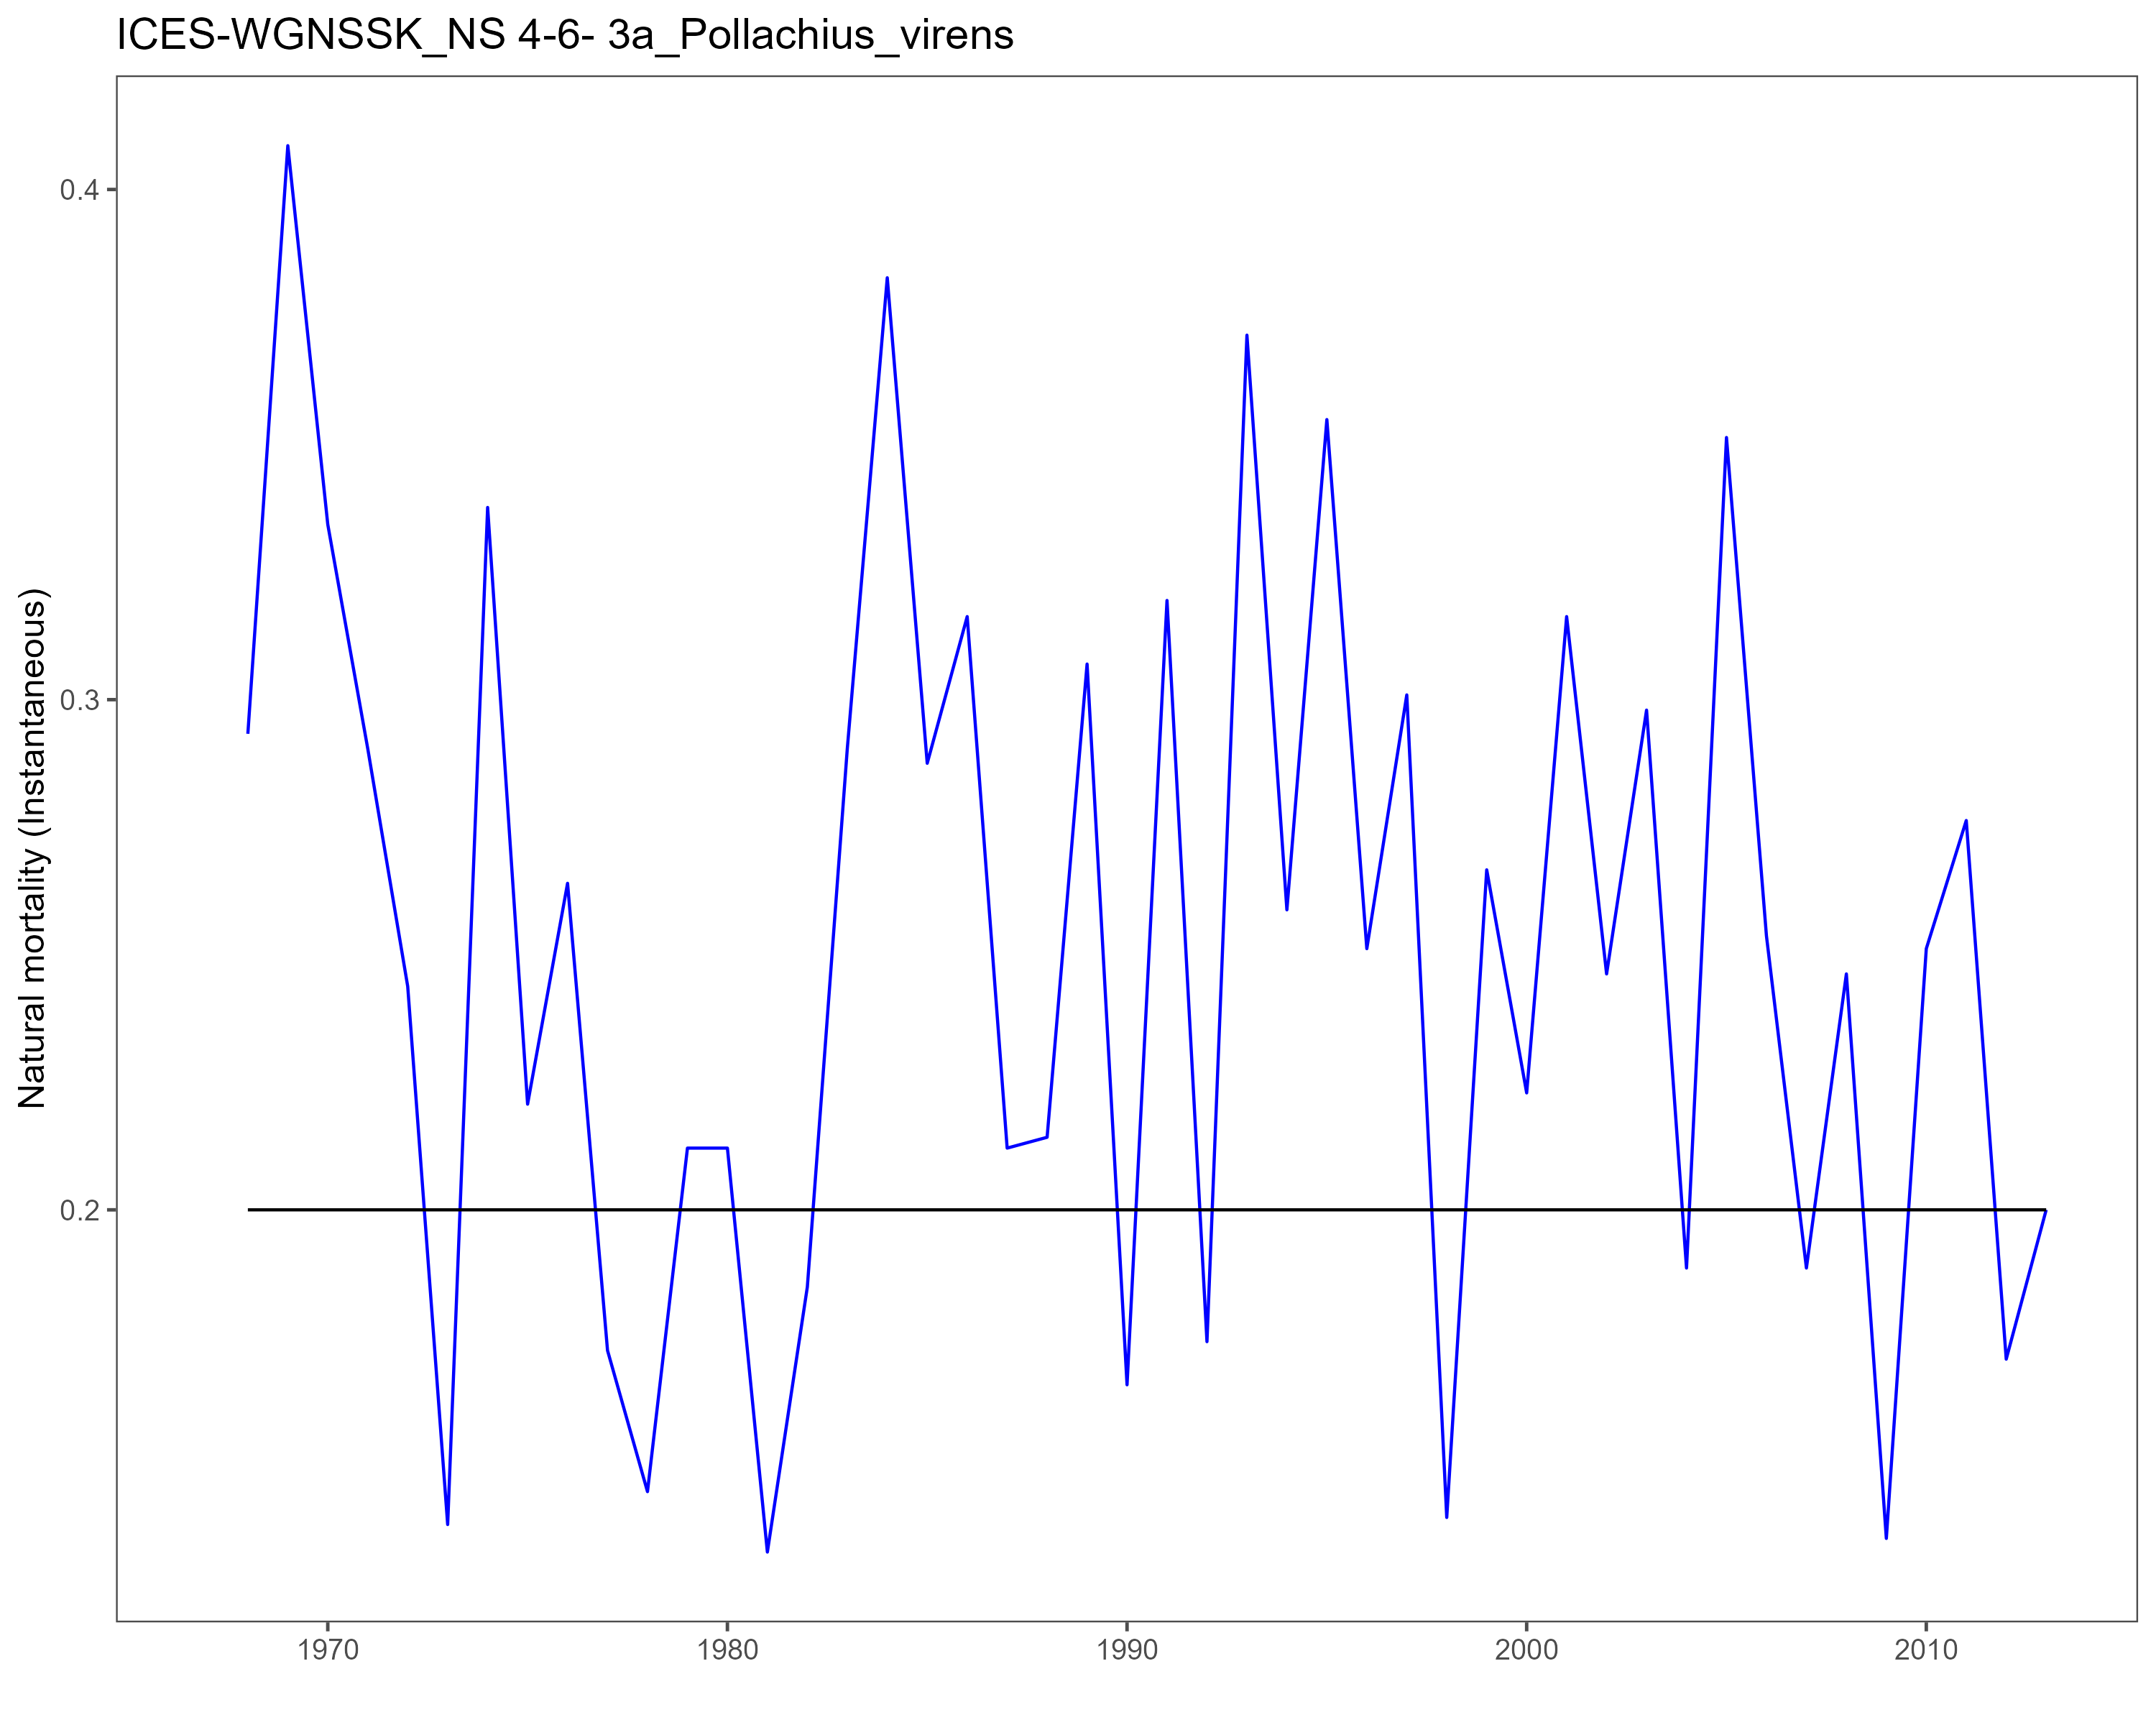 ICES-WGNSSK_NS 4-6- 3a_Pollachius_virens
Natural mortality (Instantaneous)
0.4
0.3
0.2
1970 1980 1990 2000 2010